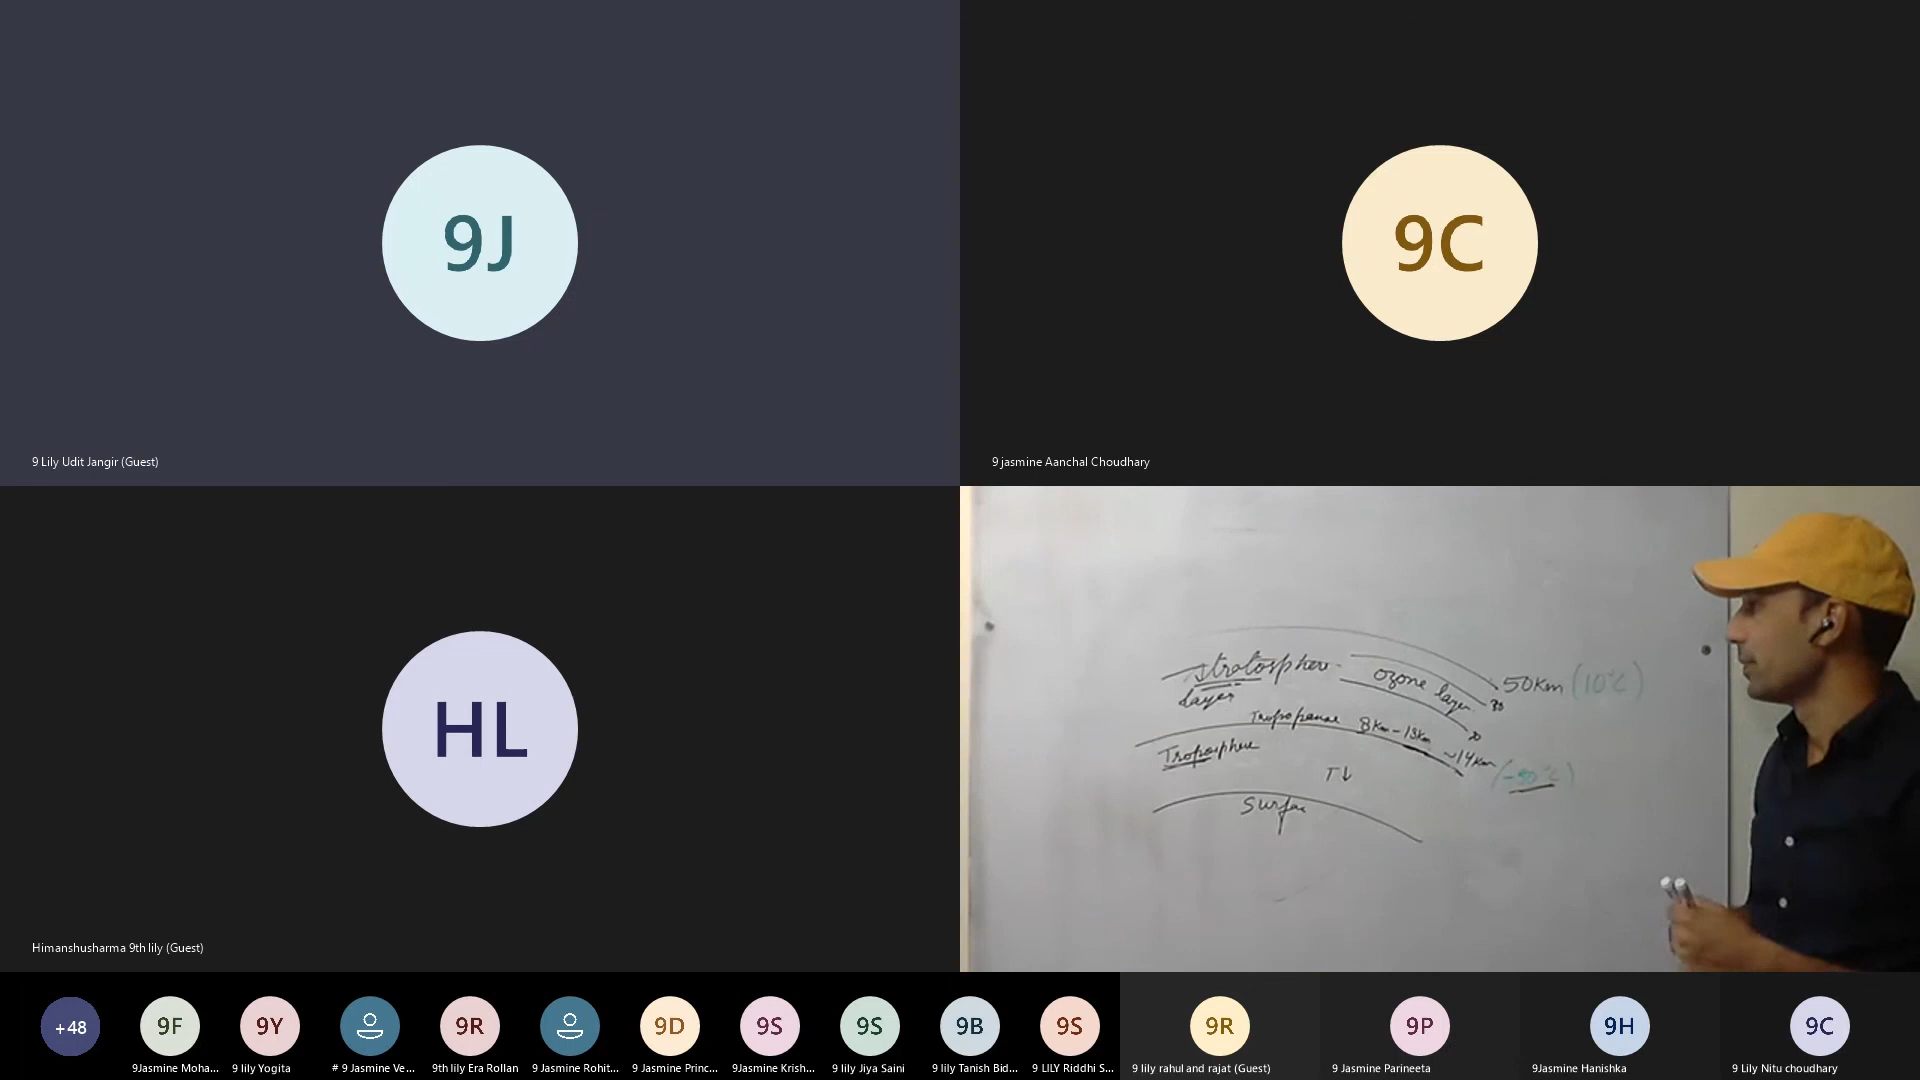 9J
9 Lily Udit Jangir (Guest)
9C
9 jasmine Aanchal Choudhary
HL
Himanshusharma 9th lily (Guest)
Stratosphere
layer
ozone layer
50Km (10°C)
30
20
Tropopause 8Km - 13Km
~14Km
Troposphere
T↓
Surfac
+48
9F
9Jasmine Moha...
9Y
9 lily Yogita
# 9 Jasmine Ve...
9R
9th lily Era Rollan
9 Jasmine Rohit...
9D
9 Jasmine Princ...
9S
9Jasmine Krish...
9S
9 lily Jiya Saini
9B
9 lily Tanish Bid...
9S
9 LILY Riddhi S...
9R
9 lily rahul and rajat (Guest)
9P
9 Jasmine Parineeta
9H
9Jasmine Hanishka
9C
9 Lily Nitu choudhary